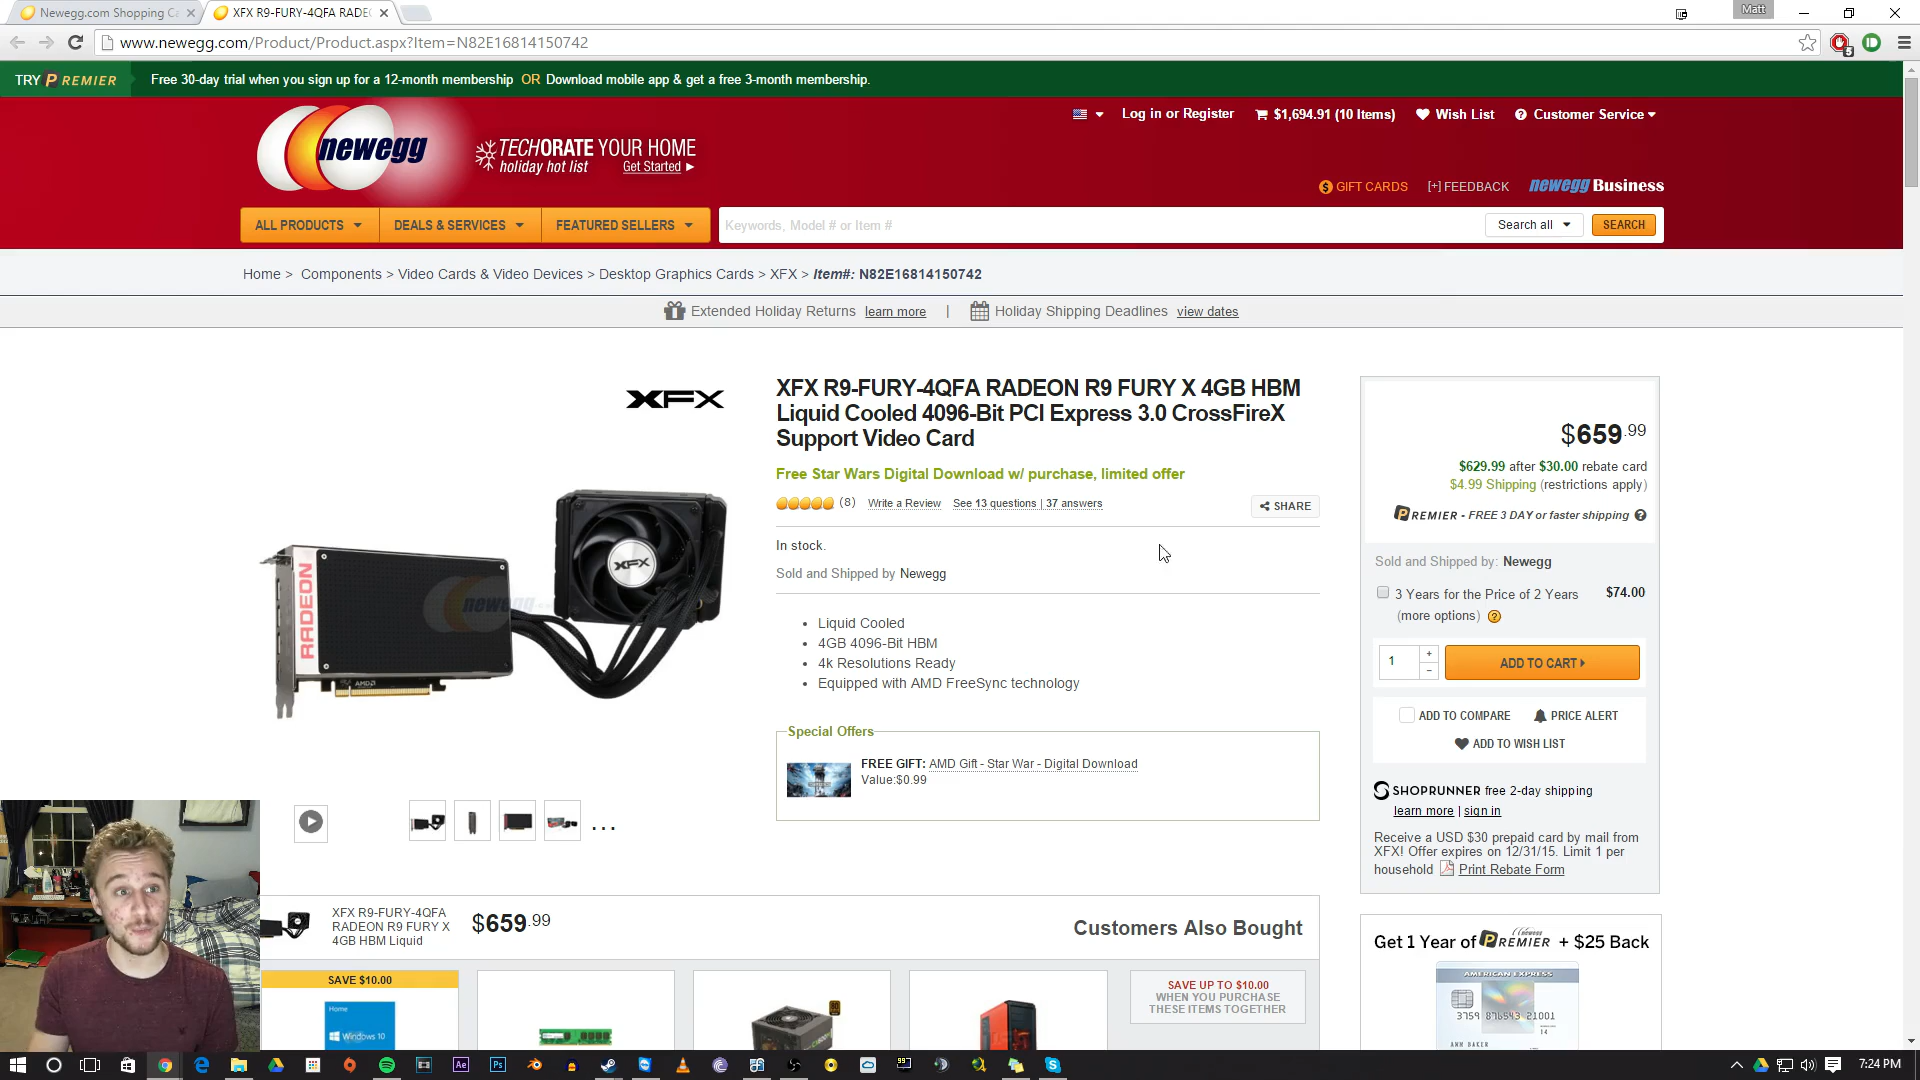 Newegg.com Shopping Ca
XFX R9-FURY-4QFA RADE
Matt
www.newegg.com/Product/Product.aspx?Item=N82E16814150742
TRY PREMIER
Free 30-day trial when you sign up for a 12-month membership OR Download mobile app & get a free 3-month membership.
newegg
TECHORATE YOUR HOME
holiday hot list
Get Started
Log in or Register
$1,694.91 (10 Items)
Wish List
Customer Service
GIFT CARDS
[+] FEEDBACK
newegg Business
ALL PRODUCTS
DEALS & SERVICES
FEATURED SELLERS
Keywords, Model # or Item #
Search all
SEARCH
Home > Components > Video Cards & Video Devices > Desktop Graphics Cards > XFX > Item#: N82E16814150742
Extended Holiday Returns learn more | Holiday Shipping Deadlines view dates
XFX
XFX R9-FURY-4QFA RADEON R9 FURY X 4GB HBM
Liquid Cooled 4096-Bit PCI Express 3.0 CrossFireX
Support Video Card
Free Star Wars Digital Download w/ purchase, limited offer
(8) Write a Review See 13 questions | 37 answers
SHARE
In stock.
Sold and Shipped by Newegg
Liquid Cooled
4GB 4096-Bit HBM
4k Resolutions Ready
Equipped with AMD FreeSync technology
Special Offers
FREE GIFT: AMD Gift - Star War - Digital Download
Value:$0.99
RADEON
AMD
XFX
newegg
$659.99
$629.99 after $30.00 rebate card
$4.99 Shipping (restrictions apply)
PREMIER - FREE 3 DAY or faster shipping
Sold and Shipped by: Newegg
3 Years for the Price of 2 Years
$74.00
(more options)
1
ADD TO CART
ADD TO COMPARE
PRICE ALERT
ADD TO WISH LIST
SHOPRUNNER free 2-day shipping
learn more | sign in
Receive a USD $30 prepaid card by mail from
XFX! Offer expires on 12/31/15. Limit 1 per
household Print Rebate Form
...
XFX R9-FURY-4QFA
RADEON R9 FURY X
4GB HBM Liquid
$659.99
Customers Also Bought
SAVE $10.00
Home
Windows 10
SAVE UP TO $10.00
WHEN YOU PURCHASE
THESE ITEMS TOGETHER
Get 1 Year of newegg PREMIER + $25 Back
AMERICAN EXPRESS
3759 876543 21001
14
ANN BAKER
Ae
Ps
7:24 PM